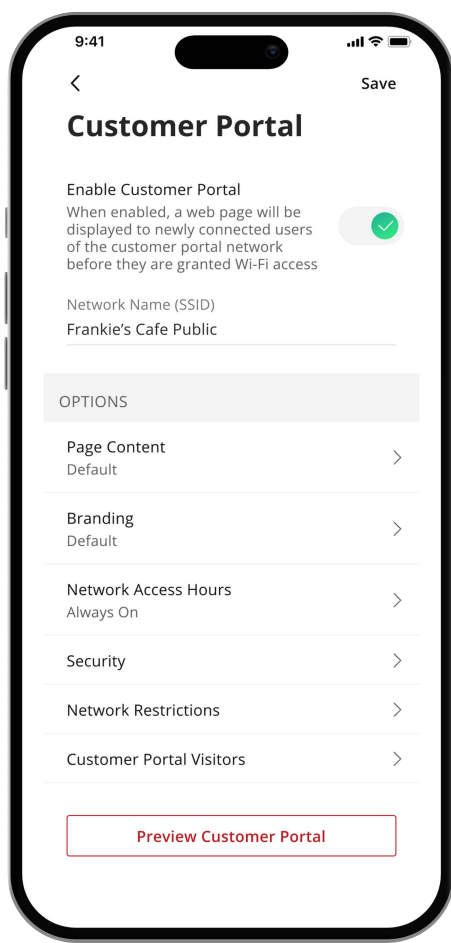 9:41
Save
Customer Portal
Enable Customer Portal
When enabled, a web page will be
displayed to newly connected users
of the customer portal network
before they are granted Wi-Fi access
Network Name (SSID)
Frankie's Cafe Public
OPTIONS
Page Content
Default
Branding
Default
Network Access Hours
Always On
Security
Network Restrictions
Customer Portal Visitors
Preview Customer Portal